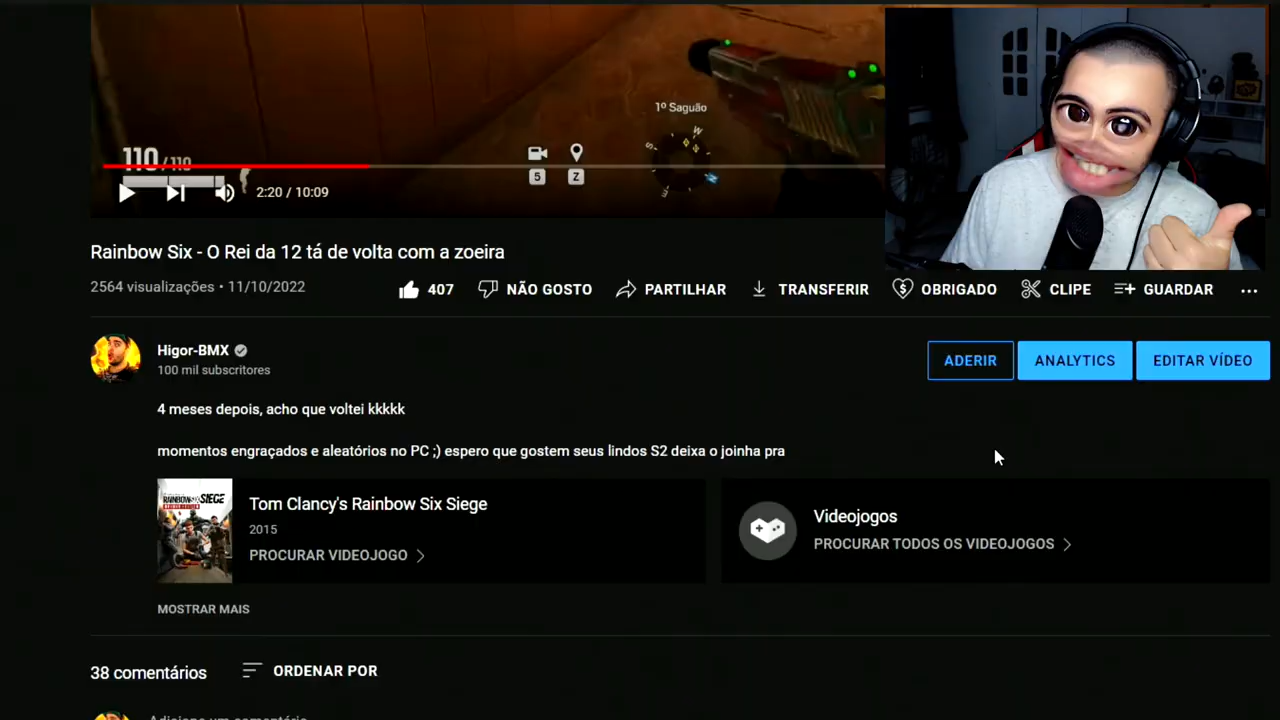 1º Saguão
W
S
N
E
110/110
5
Z
2:20 / 10:09
Rainbow Six - O Rei da 12 tá de volta com a zoeira
2564 visualizações • 11/10/2022
407
NÃO GOSTO
PARTILHAR
TRANSFERIR
OBRIGADO
CLIPE
GUARDAR
Higor-BMX
100 mil subscritores
ADERIR
ANALYTICS
EDITAR VÍDEO
4 meses depois, acho que voltei kkkkk
momentos engraçados e aleatórios no PC ;) espero que gostem seus lindos S2 deixa o joinha pra
RAINBOW SIX SIEGE
Tom Clancy's Rainbow Six Siege
2015
PROCURAR VIDEOJOGO
Videojogos
PROCURAR TODOS OS VIDEOJOGOS
MOSTRAR MAIS
38 comentários
ORDENAR POR
Adicione um comentário